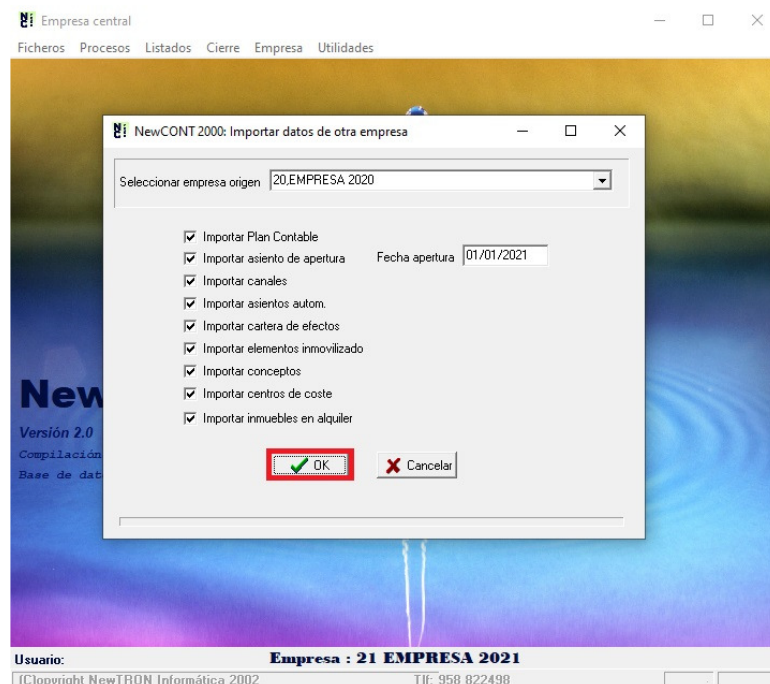 Empresa central
Ficheros Procesos Listados Cierre Empresa Utilidades
NewCONT 2000: Importar datos de otra empresa
Seleccionar empresa origen 20,EMPRESA 2020
Importar Plan Contable
Importar asiento de apertura Fecha apertura 01/01/2021
Importar canales
Importar asientos autom.
Importar cartera de efectos
Importar elementos inmovilizado
Importar conceptos
Importar centros de coste
Importar inmuebles en alquiler
OK Cancelar
New
Versión 2.0
Compilación
Base de dat
Usuario: Empresa : 21 EMPRESA 2021
(C)opyright NewTRON Informática 2002 Tlf: 958 822498